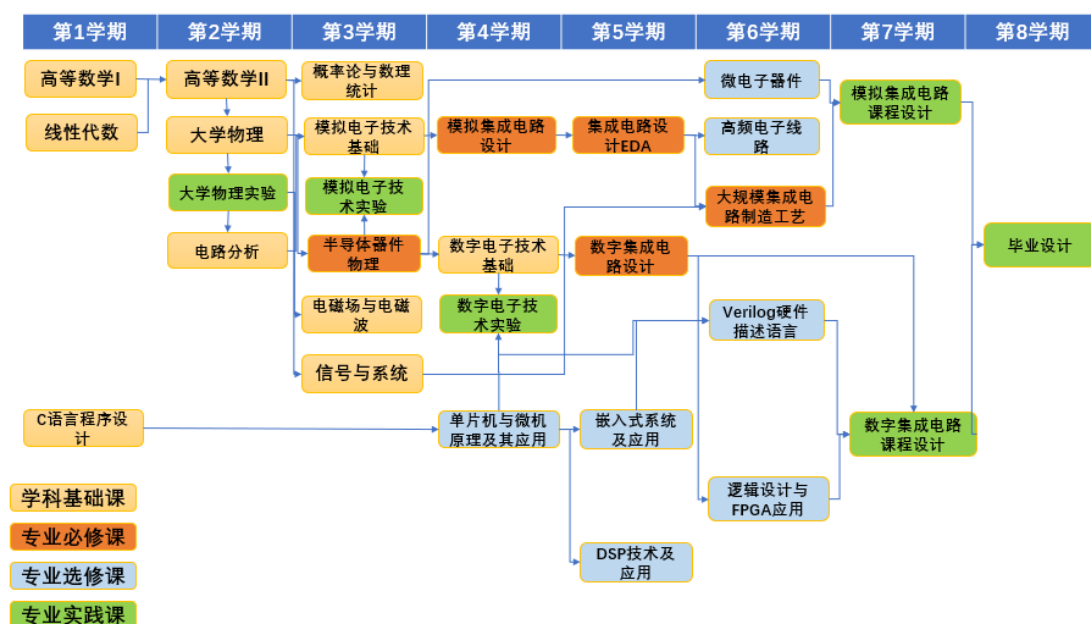 第1学期
第2学期
第3学期
第4学期
第5学期
第6学期
第7学期
第8学期
高等数学I
线性代数
C语言程序设
计
高等数学II
大学物理
大学物理实验
电路分析
概率论与数理
统计
模拟电子技术
基础
模拟电子技
术实验
半导体器件
物理
电磁场与电磁
波
信号与系统
模拟集成电路
设计
数字电子技术
基础
数字电子技
术实验
单片机与微机
原理及其应用
集成电路设
计EDA
数字集成电
路设计
嵌入式系统
及应用
DSP技术及
应用
微电子器件
高频电子线
路
大规模集成电
路制造工艺
Verilog硬件
描述语言
逻辑设计与
FPGA应用
模拟集成电路
课程设计
数字集成电路
课程设计
毕业设计
学科基础课
专业必修课
专业选修课
专业实践课